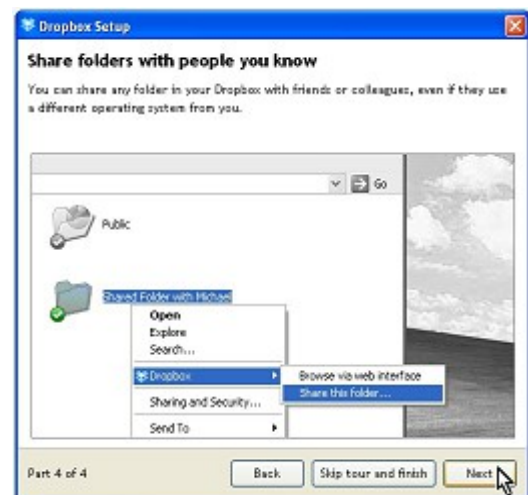 Dropbox Setup
Share folders with people you know
You can share any folder in your Dropbox with friends or colleagues, even if they use
a different operating system from you.
Go
Public
Shared Folder with Michael
Open
Explore
Search...
Dropbox
Browse via web interface
Share this folder...
Sharing and Security...
Send To
Part 4 of 4
Back
Skip tour and finish
Next